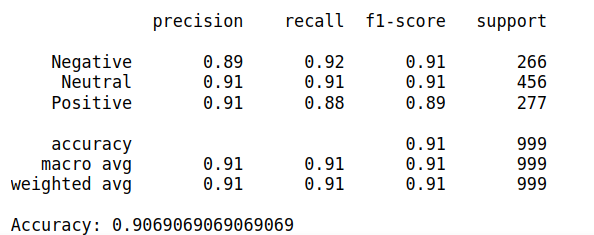 precision recall f1-score support
Negative 0.89 0.92 0.91 266
Neutral 0.91 0.91 0.91 456
Positive 0.91 0.88 0.89 277
accuracy 0.91 999
macro avg 0.91 0.91 0.91 999
weighted avg 0.91 0.91 0.91 999
Accuracy: 0.9069069069069069